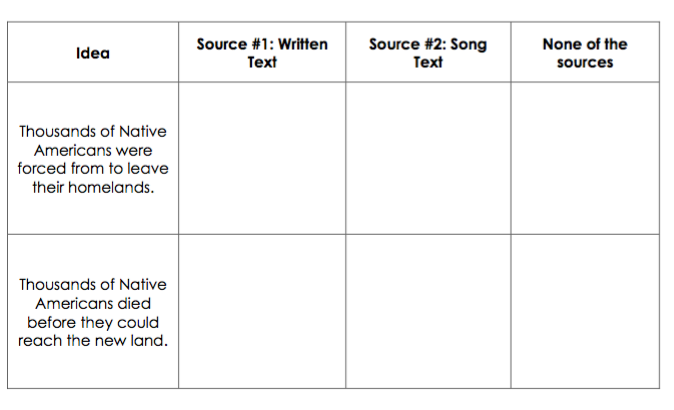 Idea
Source #1: Written
Text
Source #2: Song
Text
None of the
sources
Thousands of Native
Americans were
forced from to leave
their homelands.
Thousands of Native
Americans died
before they could
reach the new land.